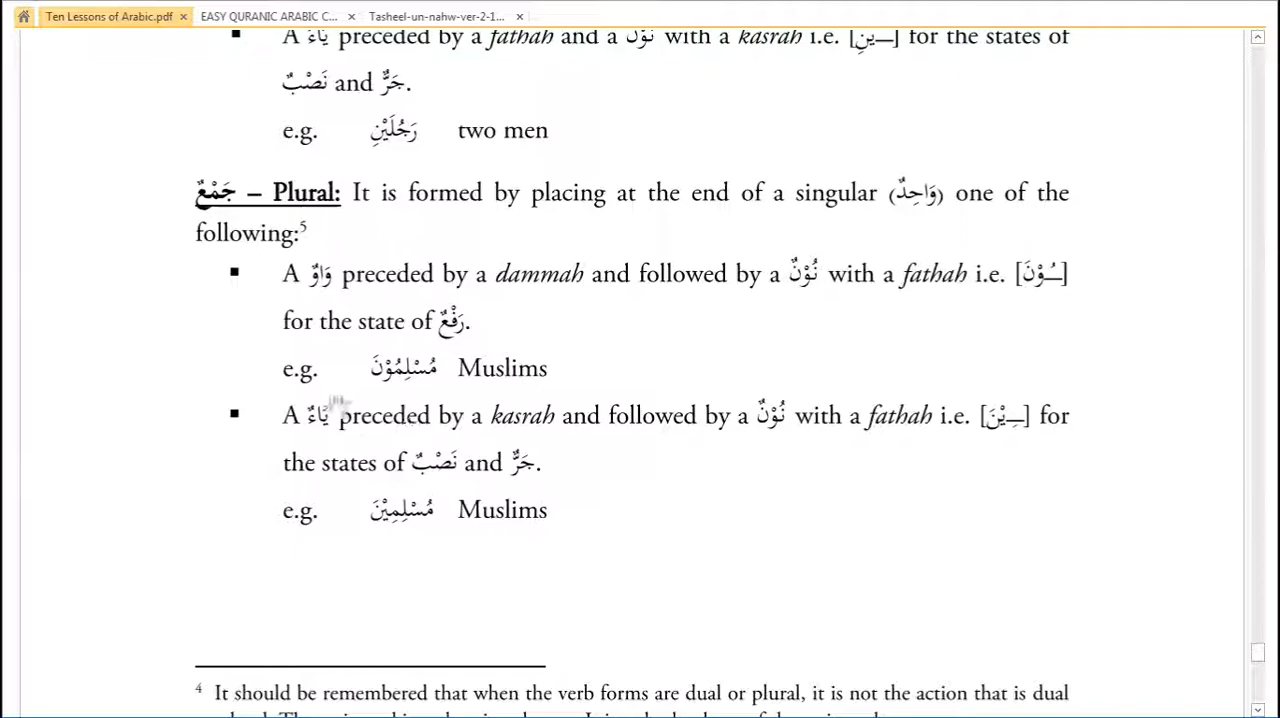 Ten Lessons of Arabic.pdf × EASY QURANIC ARABIC C... × Tasheel-un-nahw-ver-2-1... ×
▪ A يَاءٌ preceded by a fathah and a نُوْنٌ with a kasrah i.e. [ـَـيْنِ] for the states of
نَصْبٌ and جَرٌّ.
e.g. رَجُلَيْنِ two men
جَمْعٌ – Plural: It is formed by placing at the end of a singular (وَاحِدٌ) one of the
following:5
▪ A وَاوٌ preceded by a dammah and followed by a نُوْنٌ with a fathah i.e. [ـُـوْنَ]
for the state of رَفْعٌ.
e.g. مُسْلِمُوْنَ Muslims
▪ A يَاءٌ preceded by a kasrah and followed by a نُوْنٌ with a fathah i.e. [ـِـيْنَ] for
the states of نَصْبٌ and جَرٌّ.
e.g. مُسْلِمِيْنَ Muslims
4 It should be remembered that when the verb forms are dual or plural, it is not the action that is dual